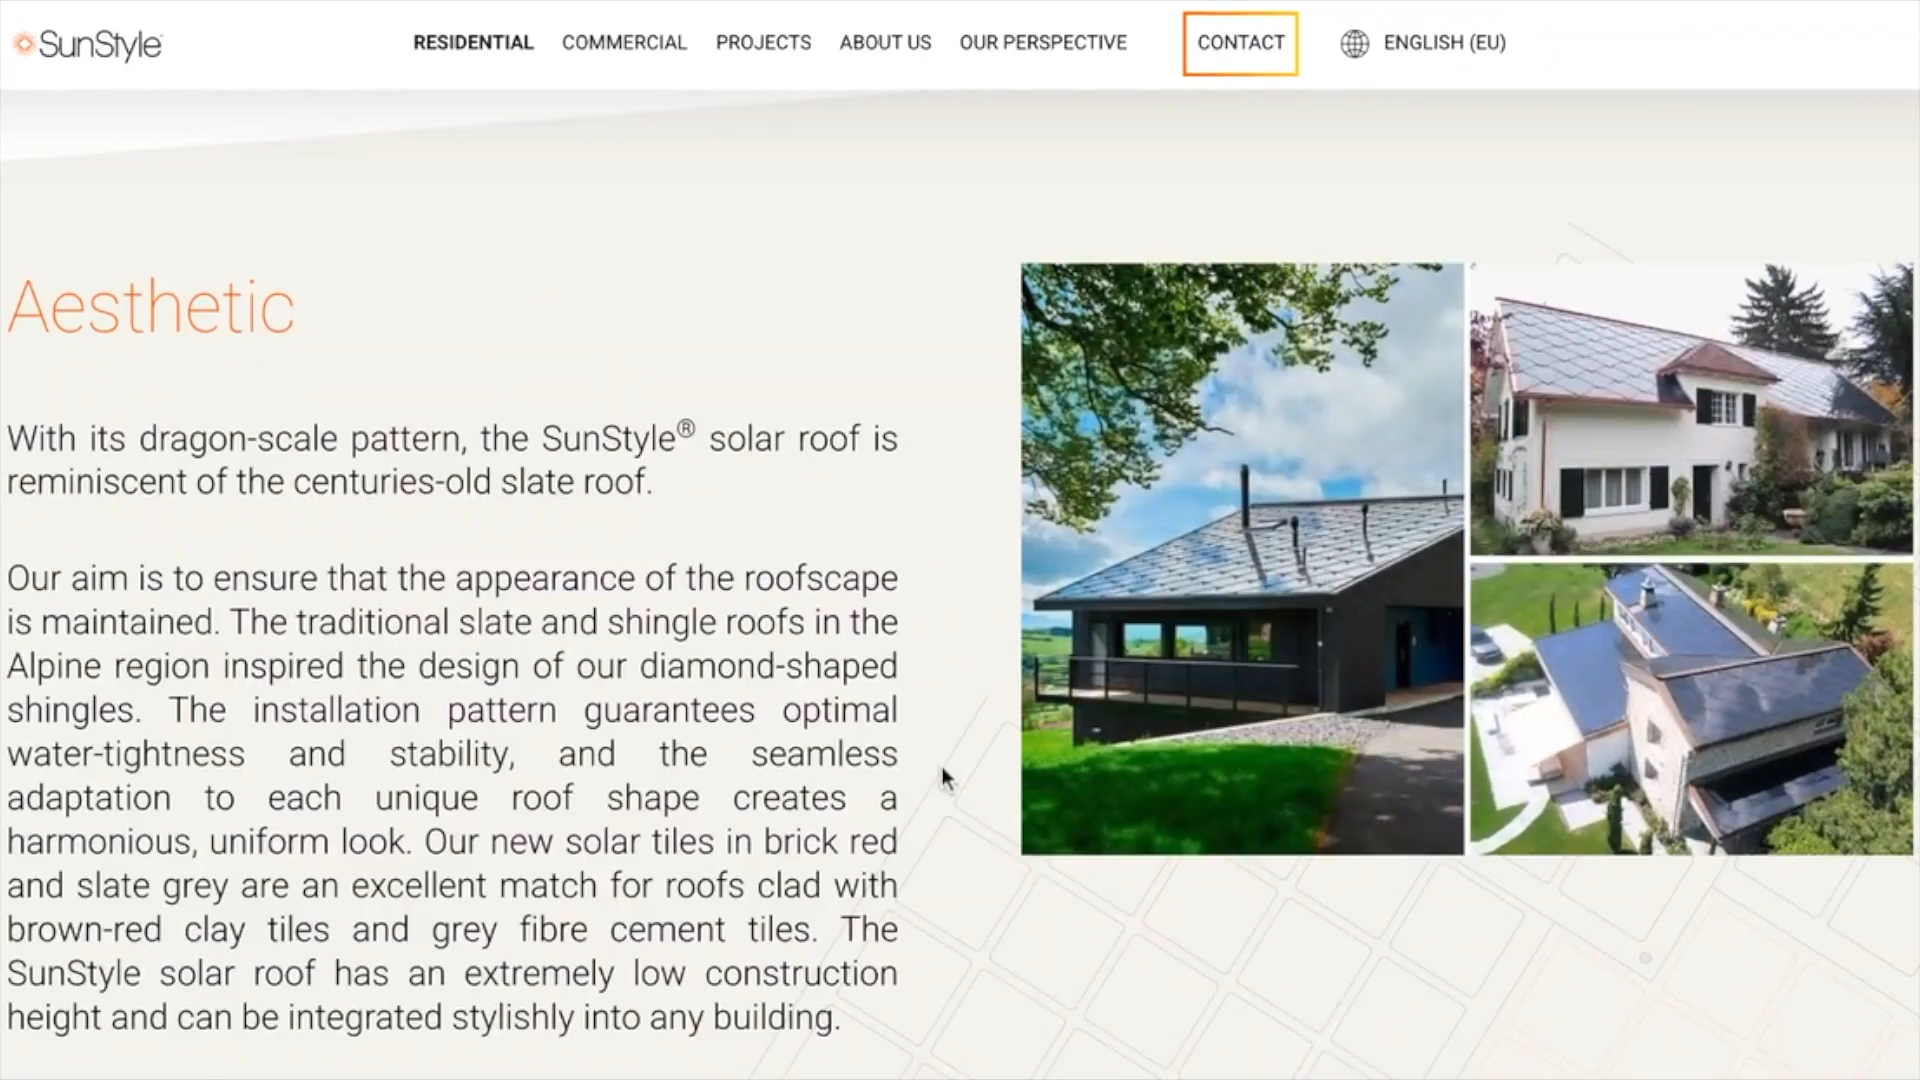 SunStyle
RESIDENTIAL COMMERCIAL PROJECTS ABOUT US OUR PERSPECTIVE CONTACT ENGLISH (EU)
Aesthetic
With its dragon-scale pattern, the SunStyle® solar roof is
reminiscent of the centuries-old slate roof.
Our aim is to ensure that the appearance of the roofscape
is maintained. The traditional slate and shingle roofs in the
Alpine region inspired the design of our diamond-shaped
shingles. The installation pattern guarantees optimal
water-tightness and stability, and the seamless
adaptation to each unique roof shape creates a
harmonious, uniform look. Our new solar tiles in brick red
and slate grey are an excellent match for roofs clad with
brown-red clay tiles and grey fibre cement tiles. The
SunStyle solar roof has an extremely low construction
height and can be integrated stylishly into any building.